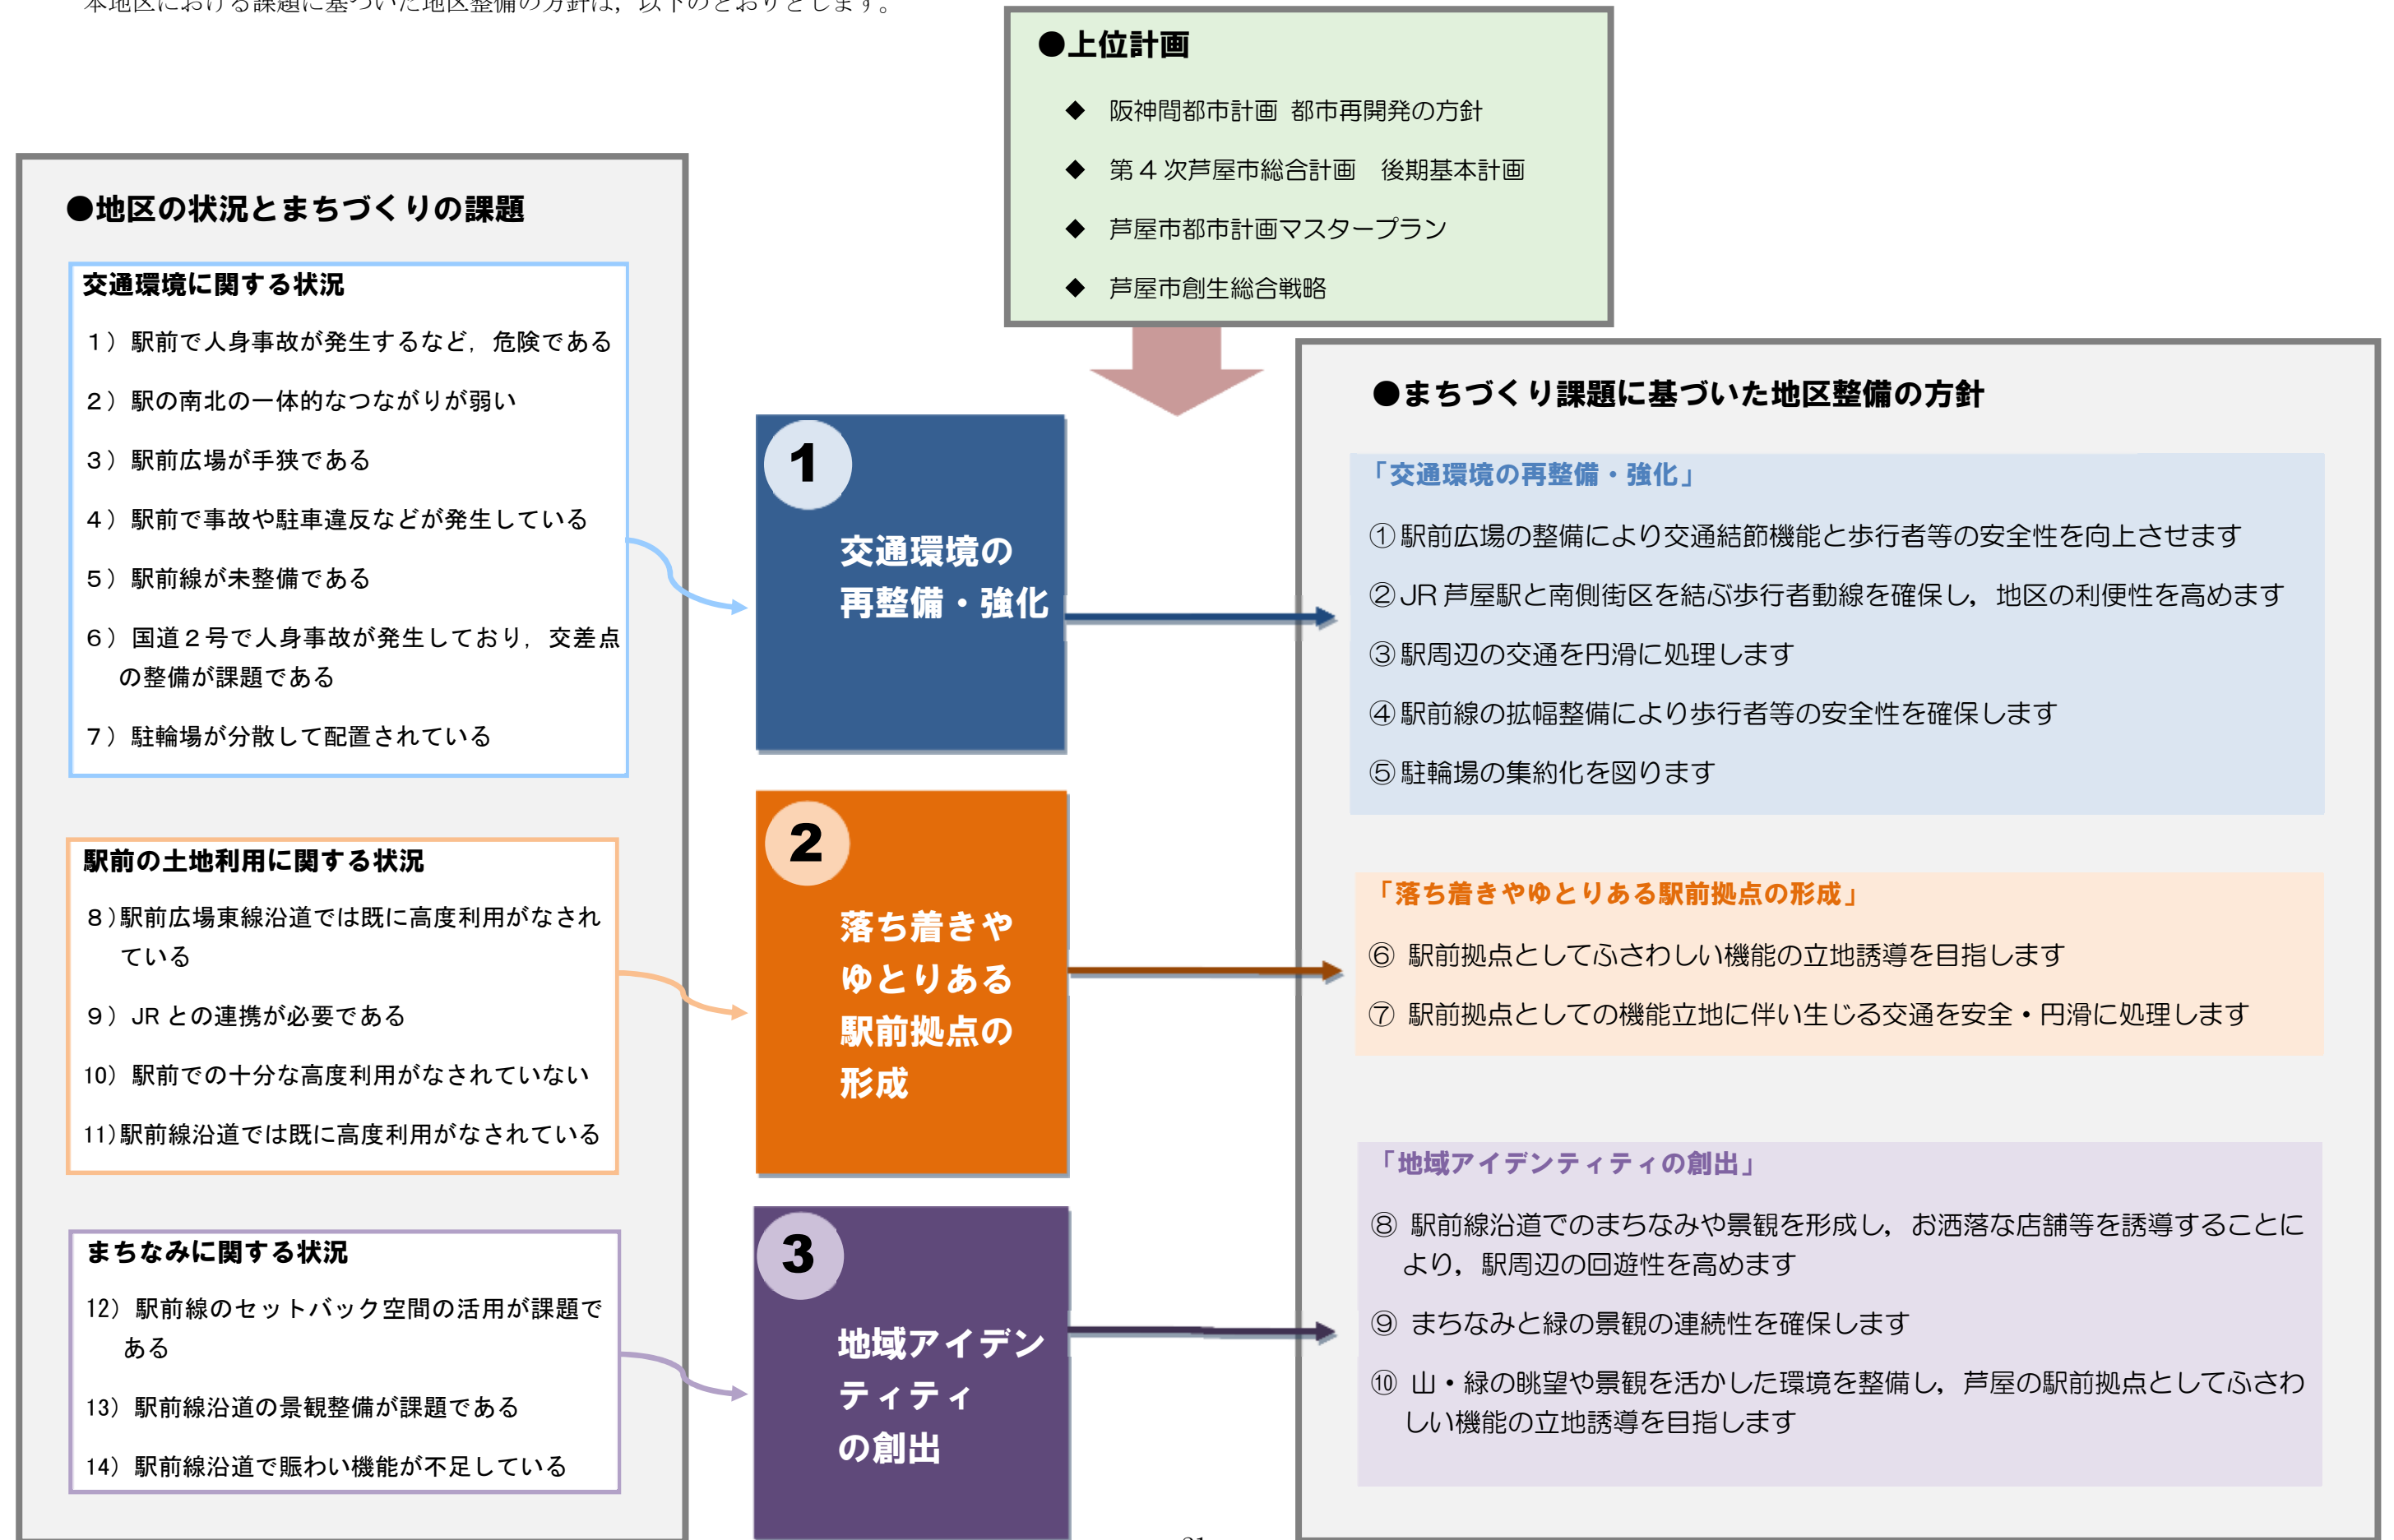 本地区における課題に基づいた地区整備の方針は，以下のとおりとします。
●上位計画
◆ 阪神間都市計画 都市再開発の方針
◆ 第４次芦屋市総合計画　後期基本計画
◆ 芦屋市都市計画マスタープラン
◆ 芦屋市創生総合戦略
●地区の状況とまちづくりの課題
交通環境に関する状況
１）駅前で人身事故が発生するなど，危険である
２）駅の南北の一体的なつながりが弱い
３）駅前広場が手狭である
４）駅前で事故や駐車違反などが発生している
５）駅前線が未整備である
６）国道２号で人身事故が発生しており，交差点
の整備が課題である
７）駐輪場が分散して配置されている
駅前の土地利用に関する状況
８）駅前広場東線沿道では既に高度利用がなされ
ている
９）JR との連携が必要である
10）駅前での十分な高度利用がなされていない
11）駅前線沿道では既に高度利用がなされている
まちなみに関する状況
12）駅前線のセットバック空間の活用が課題で
ある
13）駅前線沿道の景観整備が課題である
14）駅前線沿道で賑わい機能が不足している
1
交通環境の
再整備・強化
2
落ち着きや
ゆとりある
駅前拠点の
形成
3
地域アイデン
ティティ
の創出
●まちづくり課題に基づいた地区整備の方針
「交通環境の再整備・強化」
①駅前広場の整備により交通結節機能と歩行者等の安全性を向上させます
②JR 芦屋駅と南側街区を結ぶ歩行者動線を確保し，地区の利便性を高めます
③駅周辺の交通を円滑に処理します
④駅前線の拡幅整備により歩行者等の安全性を確保します
⑤駐輪場の集約化を図ります
「落ち着きやゆとりある駅前拠点の形成」
⑥ 駅前拠点としてふさわしい機能の立地誘導を目指します
⑦ 駅前拠点としての機能立地に伴い生じる交通を安全・円滑に処理します
「地域アイデンティティの創出」
⑧ 駅前線沿道でのまちなみや景観を形成し，お洒落な店舗等を誘導することに
より，駅周辺の回遊性を高めます
⑨ まちなみと緑の景観の連続性を確保します
⑩ 山・緑の眺望や景観を活かした環境を整備し，芦屋の駅前拠点としてふさわ
しい機能の立地誘導を目指します